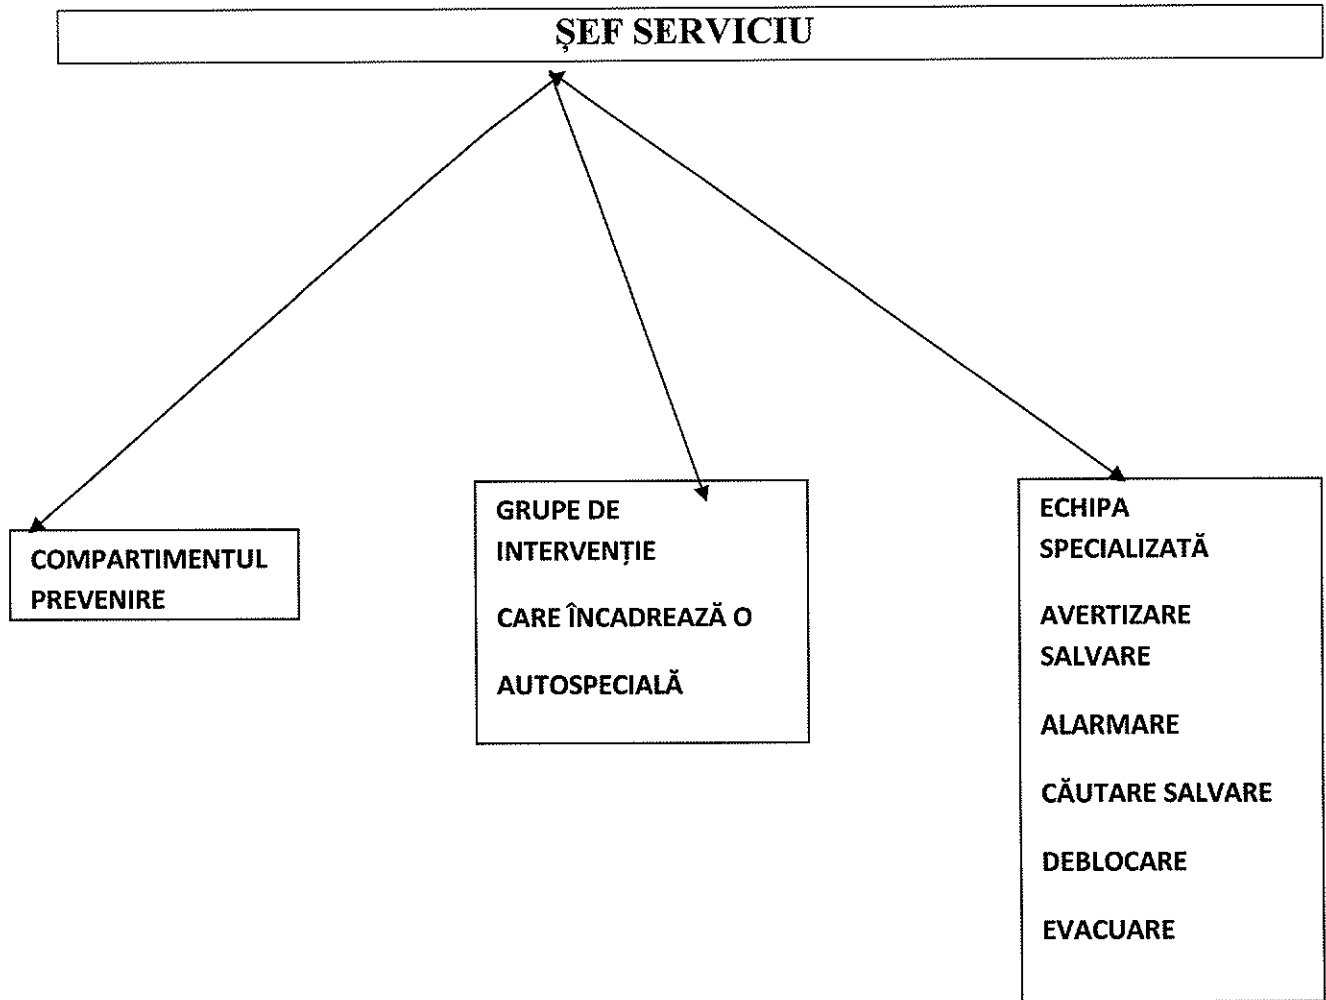 ȘEF SERVICIU
COMPARTIMENTUL
PREVENIRE
GRUPE DE
INTERVENȚIE
CARE ÎNCADREAZĂ O
AUTOSPECIALĂ
ECHIPA
SPECIALIZATĂ
AVERTIZARE
SALVARE
ALARMARE
CĂUTARE SALVARE
DEBLOCARE
EVACUARE